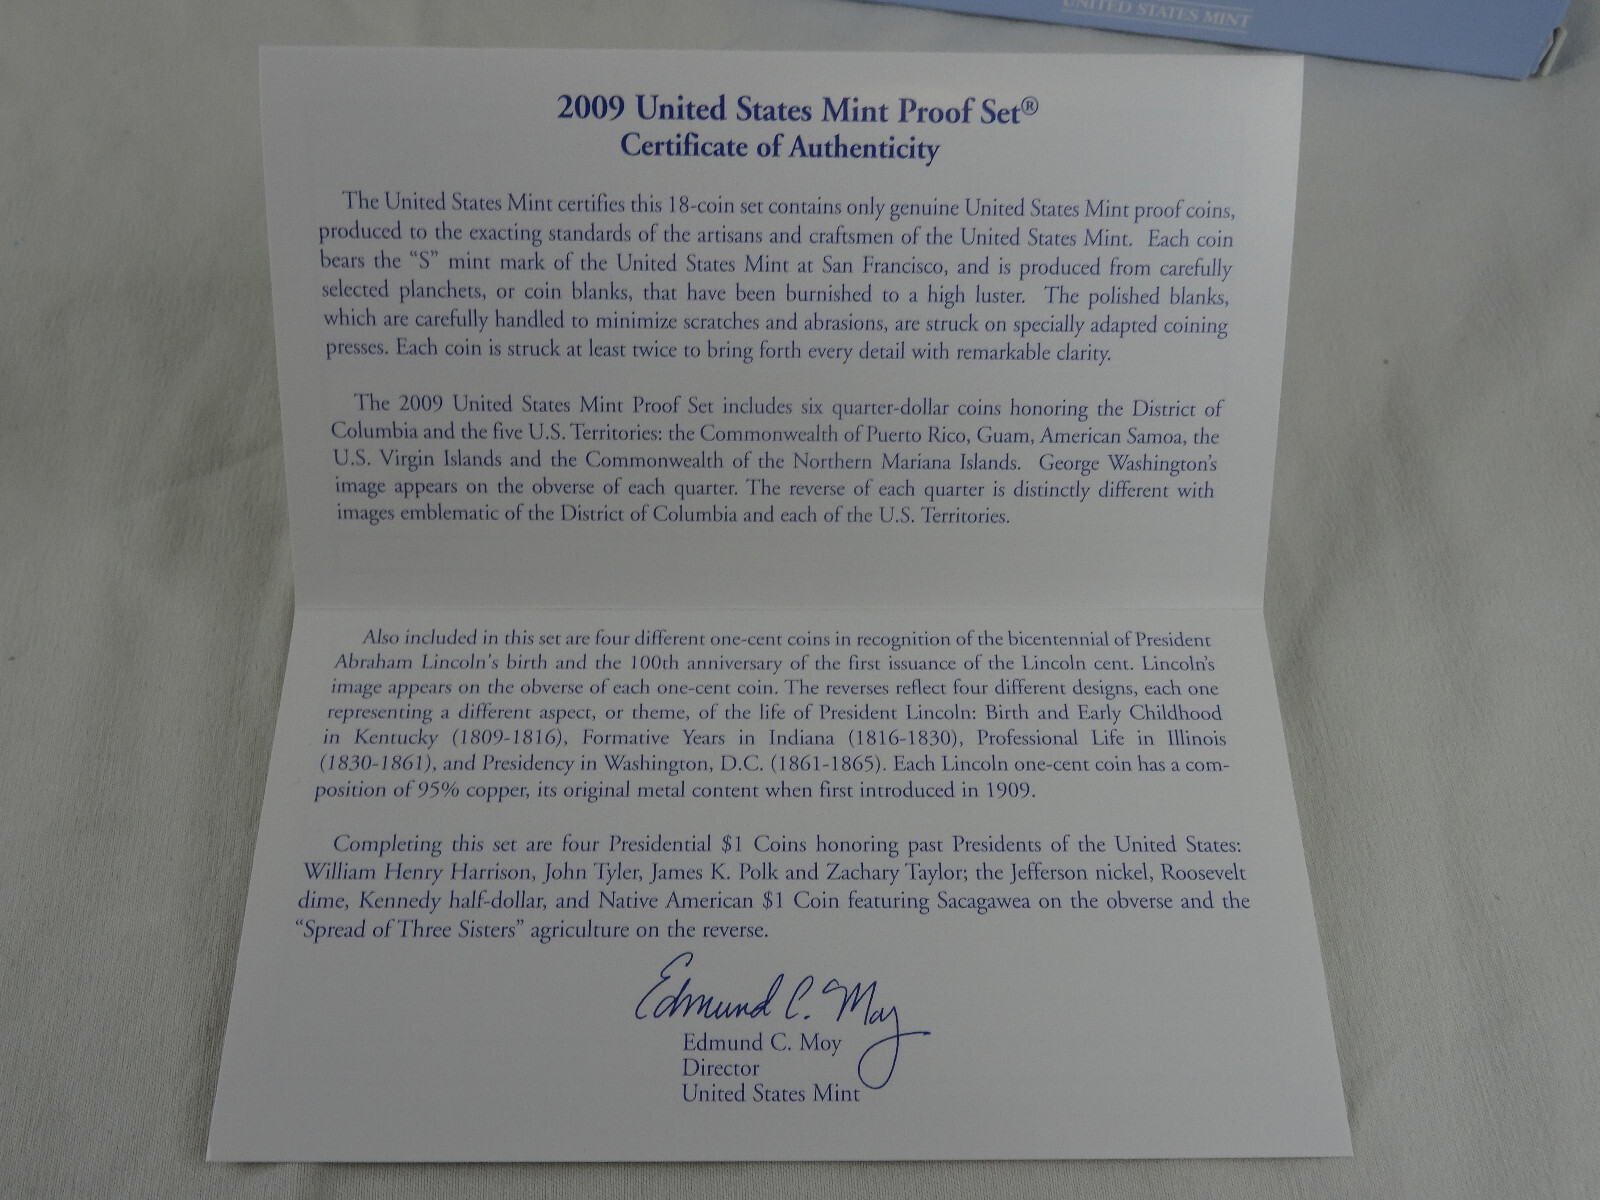 UNITED STATES MINT
2009 United States Mint Proof Set®
Certificate of Authenticity
The United States Mint certifies this 18-coin set contains only genuine United States Mint proof coins,
produced to the exacting standards of the artisans and craftsmen of the United States Mint. Each coin
bears the “S” mint mark of the United States Mint at San Francisco, and is produced from carefully
selected planchets, or coin blanks, that have been burnished to a high luster. The polished blanks,
which are carefully handled to minimize scratches and abrasions, are struck on specially adapted coining
presses. Each coin is struck at least twice to bring forth every detail with remarkable clarity.
The 2009 United States Mint Proof Set includes six quarter-dollar coins honoring the District of
Columbia and the five U.S. Territories: the Commonwealth of Puerto Rico, Guam, American Samoa, the
U.S. Virgin Islands and the Commonwealth of the Northern Mariana Islands. George Washington's
image appears on the obverse of each quarter. The reverse of each quarter is distinctly different with
images emblematic of the District of Columbia and each of the U.S. Territories.
Also included in this set are four different one-cent coins in recognition of the bicentennial of President
Abraham Lincoln's birth and the 100th anniversary of the first issuance of the Lincoln cent. Lincoln's
image appears on the obverse of each one-cent coin. The reverses reflect four different designs, each one
representing a different aspect, or theme, of the life of President Lincoln: Birth and Early Childhood
in Kentucky (1809-1816), Formative Years in Indiana (1816-1830), Professional Life in Illinois
(1830-1861), and Presidency in Washington, D.C. (1861-1865). Each Lincoln one-cent coin has a com-
position of 95% copper, its original metal content when first introduced in 1909.
Completing this set are four Presidential $1 Coins honoring past Presidents of the United States:
William Henry Harrison, John Tyler, James K. Polk and Zachary Taylor; the Jefferson nickel, Roosevelt
dime, Kennedy half-dollar, and Native American $1 Coin featuring Sacagawea on the obverse and the
“Spread of Three Sisters” agriculture on the reverse.
Edmund C. Moy
Edmund C. Moy
Director
United States Mint